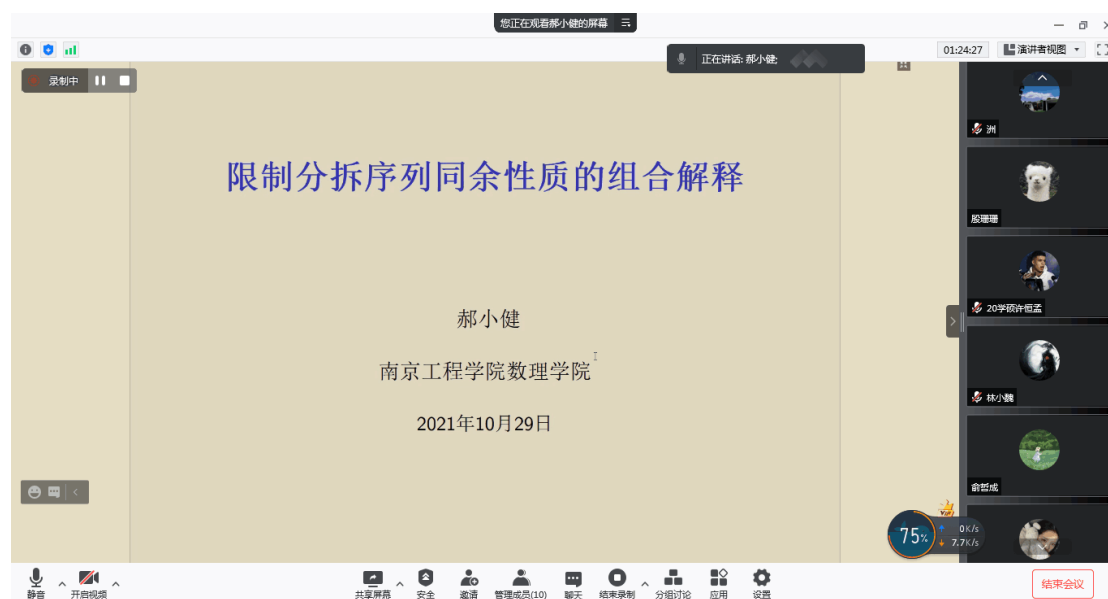 您正在观看郝小健的屏幕
01:24:27
演讲者视图
正在讲话: 郝小健;
录制中
限制分拆序列同余性质的组合解释
郝小健
南京工程学院数理学院
2021年10月29日
洲
殷珊珊
20学硕许恒孟
林小魏
俞哲成
75%
0K/s
7.7K/s
静音
开启视频
共享屏幕
安全
邀请
管理成员(10)
聊天
结束录制
分组讨论
应用
设置
结束会议